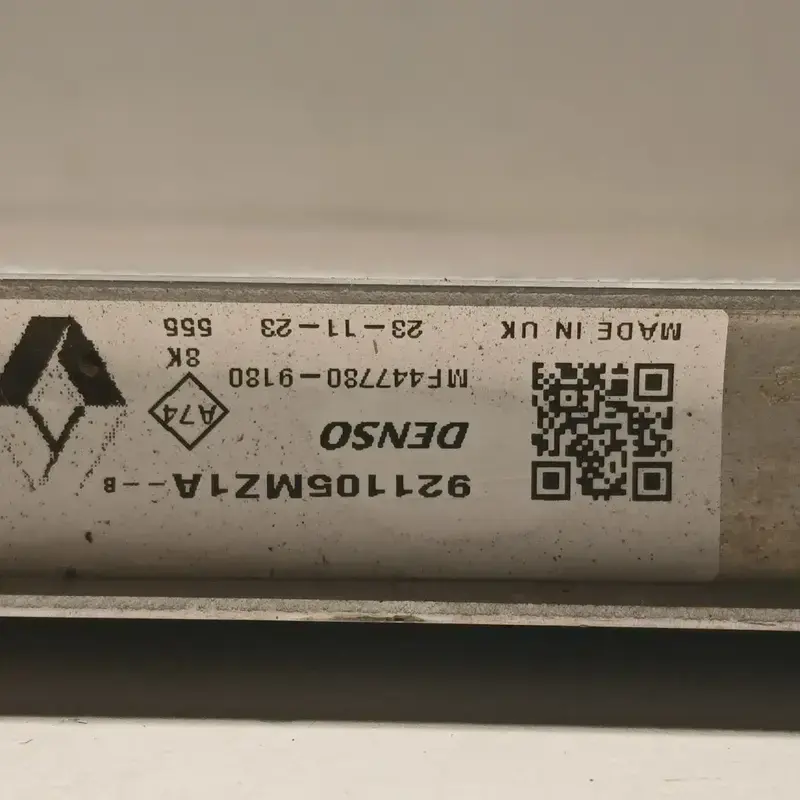 921105MZ1A--B
DENSO
A74
MF447780-9180
8K
MADE IN UK
23-11-23
555